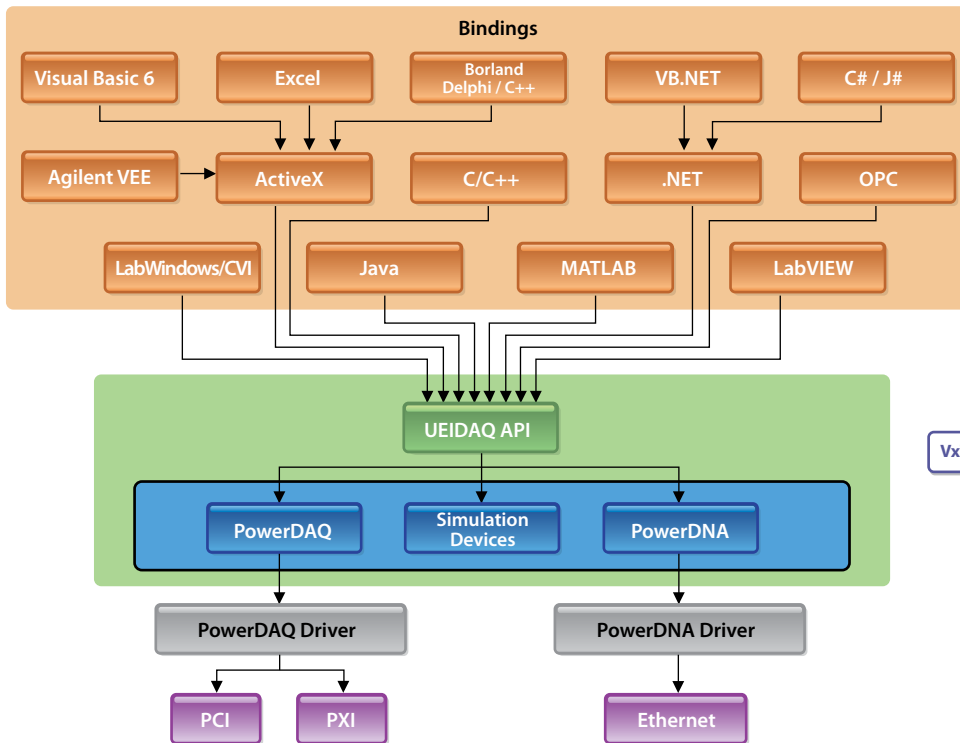 Bindings
Visual Basic 6
Excel
Borland
Delphi / C++
VB.NET
C# / J#
Agilent VEE
ActiveX
C/C++
.NET
OPC
LabWindows/CVI
Java
MATLAB
LabVIEW
UEIDAQ API
Vx
PowerDAQ
Simulation
Devices
PowerDNA
PowerDAQ Driver
PowerDNA Driver
PCI
PXI
Ethernet